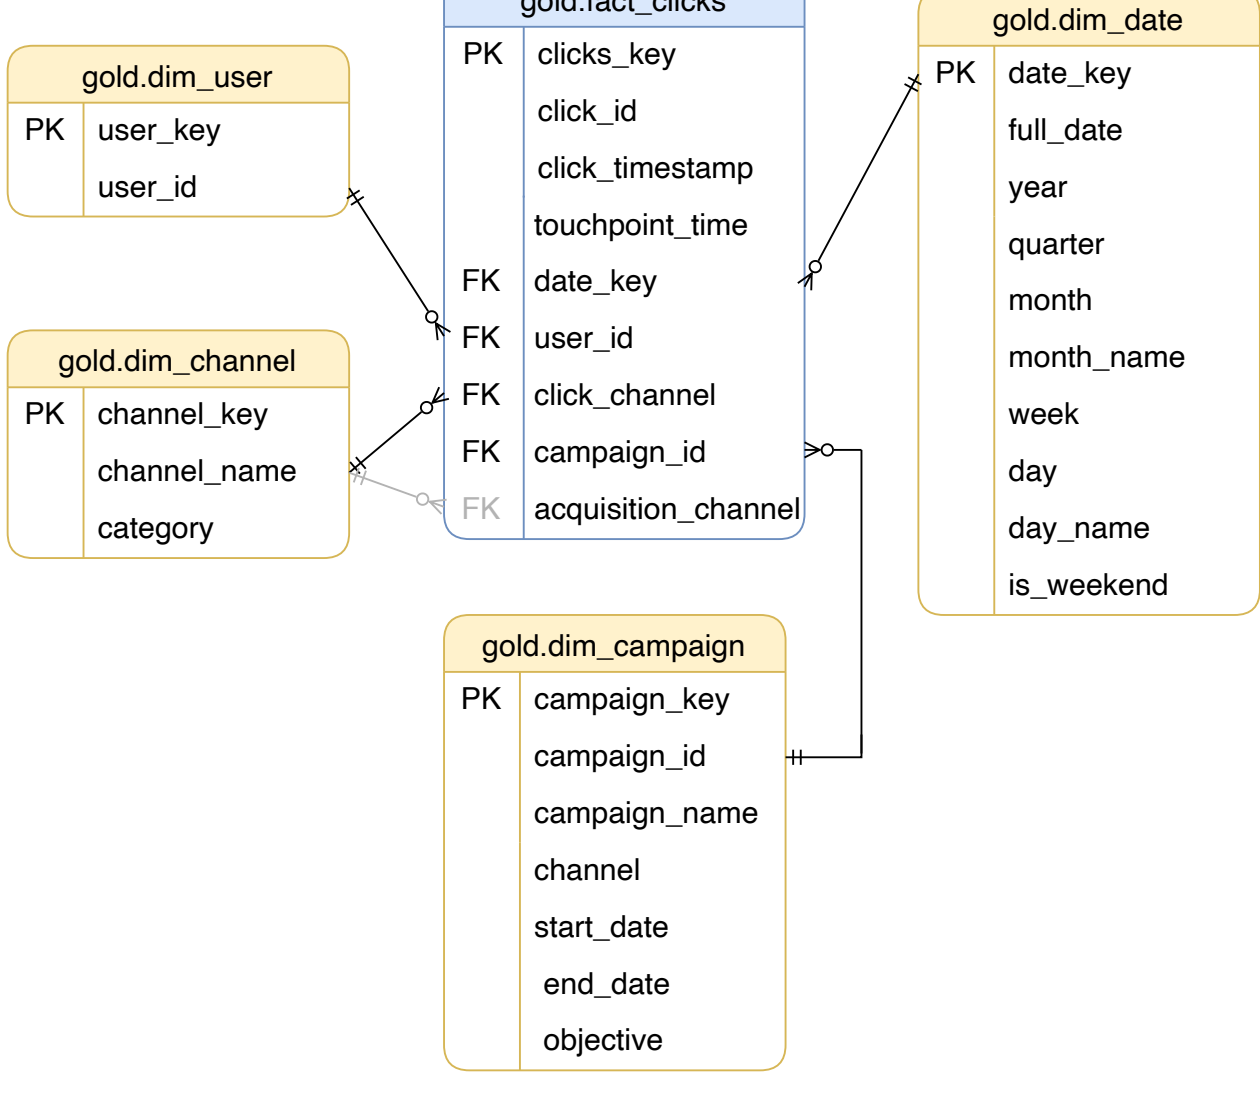 gold.dim_user
PK user_key
user_id
gold.dim_channel
PK channel_key
channel_name
category
gold.fact_clicks
PK clicks_key
click_id
click_timestamp
touchpoint_time
FK date_key
FK user_id
FK click_channel
FK campaign_id
FK acquisition_channel
gold.dim_date
PK date_key
full_date
year
quarter
month
month_name
week
day
day_name
is_weekend
gold.dim_campaign
PK campaign_key
campaign_id
campaign_name
channel
start_date
end_date
objective